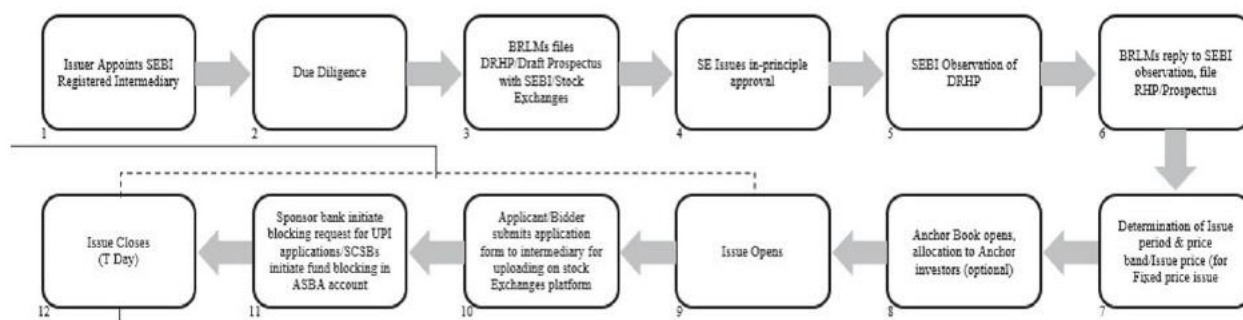 Issuer Appoints SEBI
Registered Intermediary
1
Due Diligence
2
BRLMs files
DRHP/Draft Prospectus
with SEBI/Stock
Exchanges
3
SE Issues in-principle
approval
4
SEBI Observation of
DRHP
5
BRLMs reply to SEBI
observation, file
RHP/Prospectus
6
Determination of Issue
period & price
band/Issue price (for
Fixed price issue
7
Anchor Book opens,
allocation to Anchor
investors (optional)
8
Issue Opens
9
Applicant/Bidder
submits application
form to intermediary for
uploading on stock
Exchanges platform
10
Sponsor bank initiate
blocking request for UPI
applications/SCSBs
initiate fund blocking in
ASBA account
11
Issue Closes
(T Day)
12